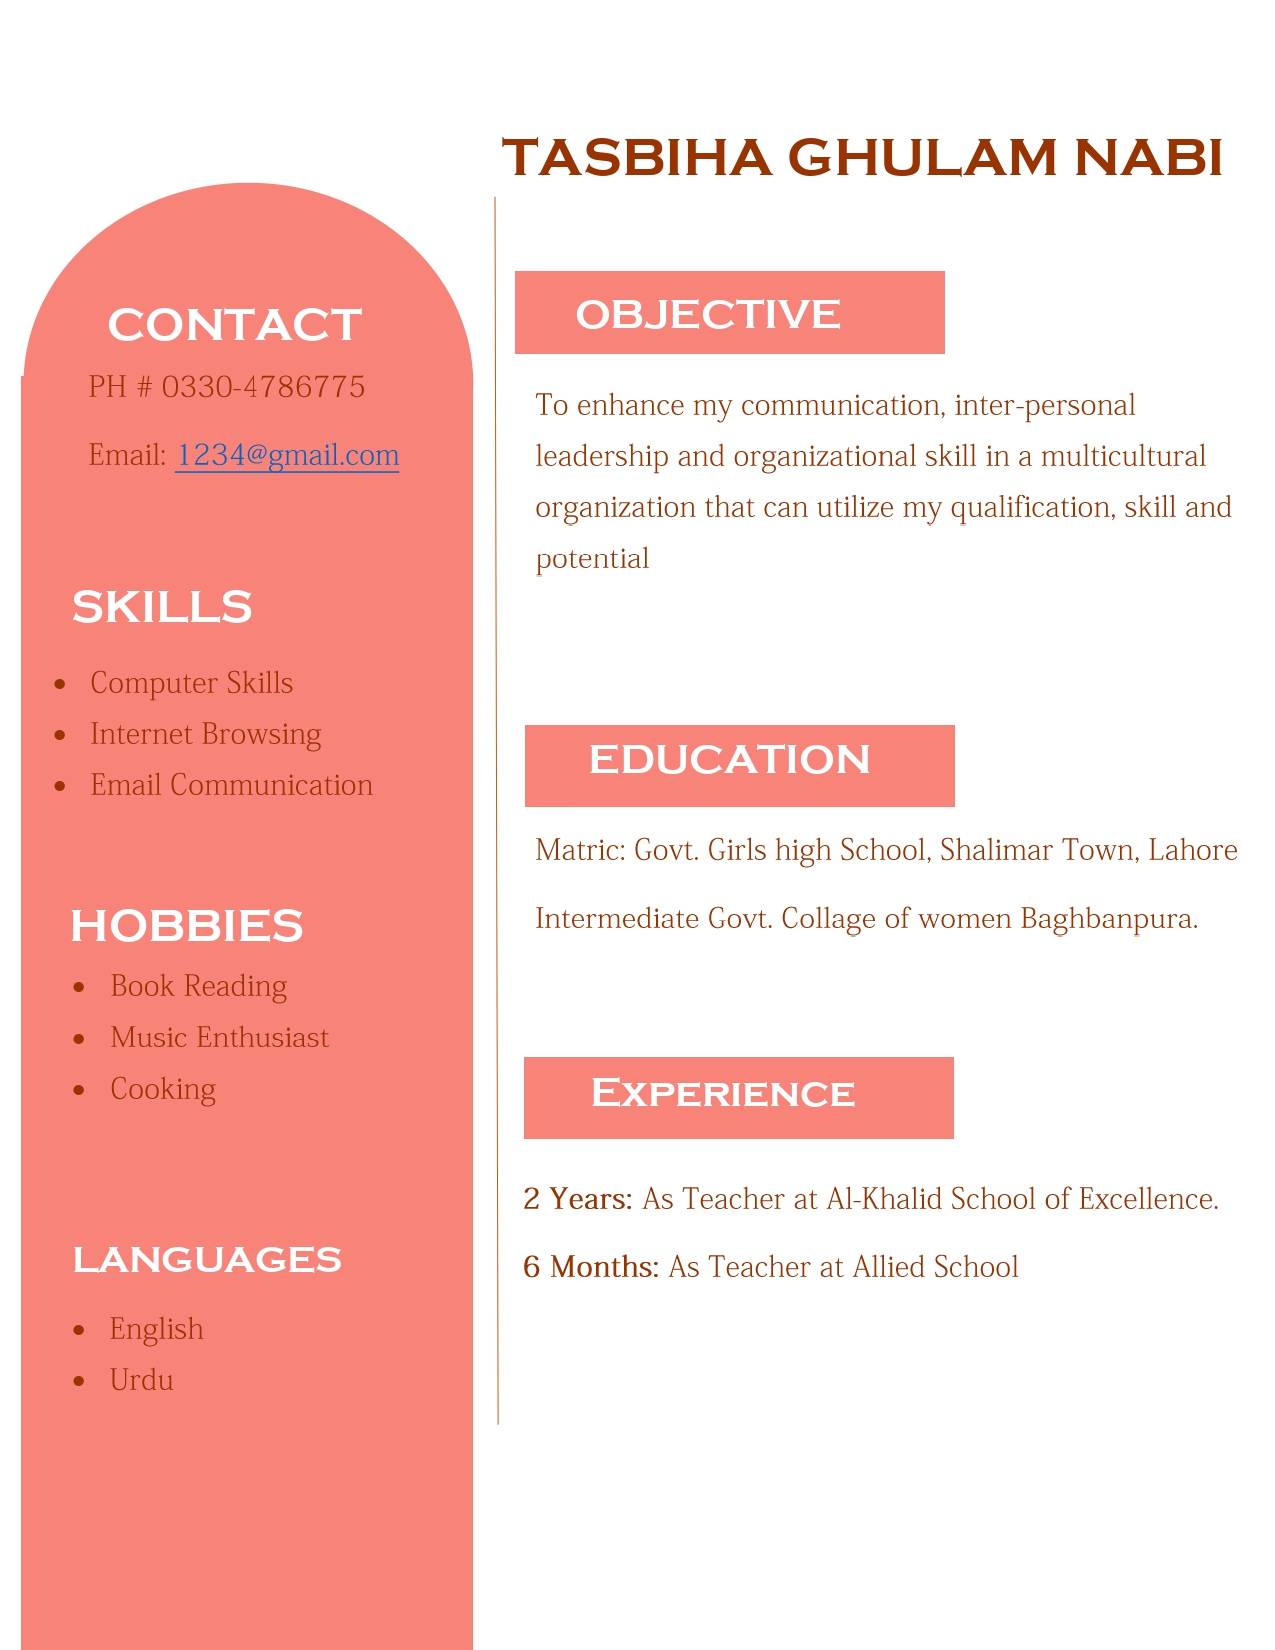 TASBIHA GHULAM NABI
CONTACT
PH # 0330-4786775
Email: 1234@gmail.com
SKILLS
• Computer Skills
• Internet Browsing
• Email Communication
HOBBIES
• Book Reading
• Music Enthusiast
• Cooking
LANGUAGES
• English
• Urdu
OBJECTIVE
To enhance my communication, inter-personal
leadership and organizational skill in a multicultural
organization that can utilize my qualification, skill and
potential
EDUCATION
Matric: Govt. Girls high School, Shalimar Town, Lahore
Intermediate Govt. Collage of women Baghbanpura.
EXPERIENCE
2 Years: As Teacher at Al-Khalid School of Excellence.
6 Months: As Teacher at Allied School